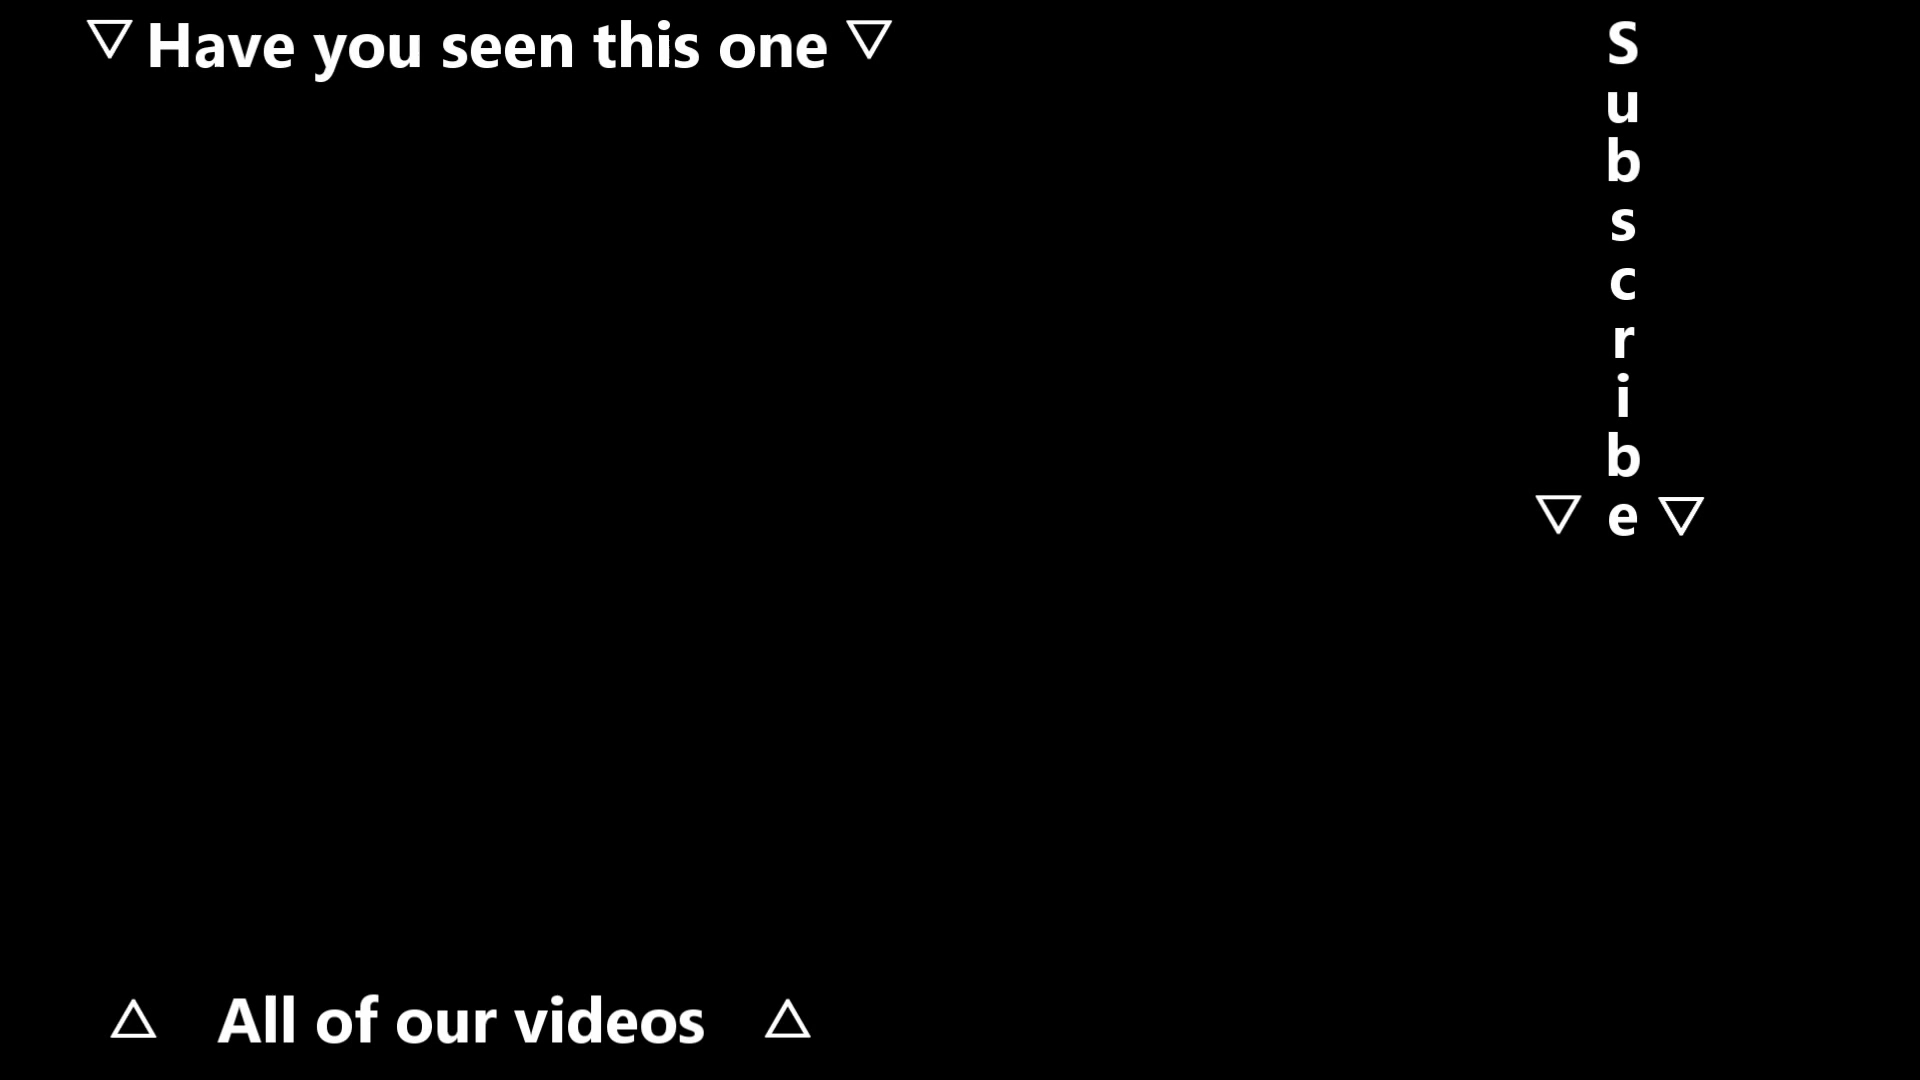 ▽ Have you seen this one ▽
S
u
b
s
c
r
i
b
▽ e ▽
△ All of our videos △